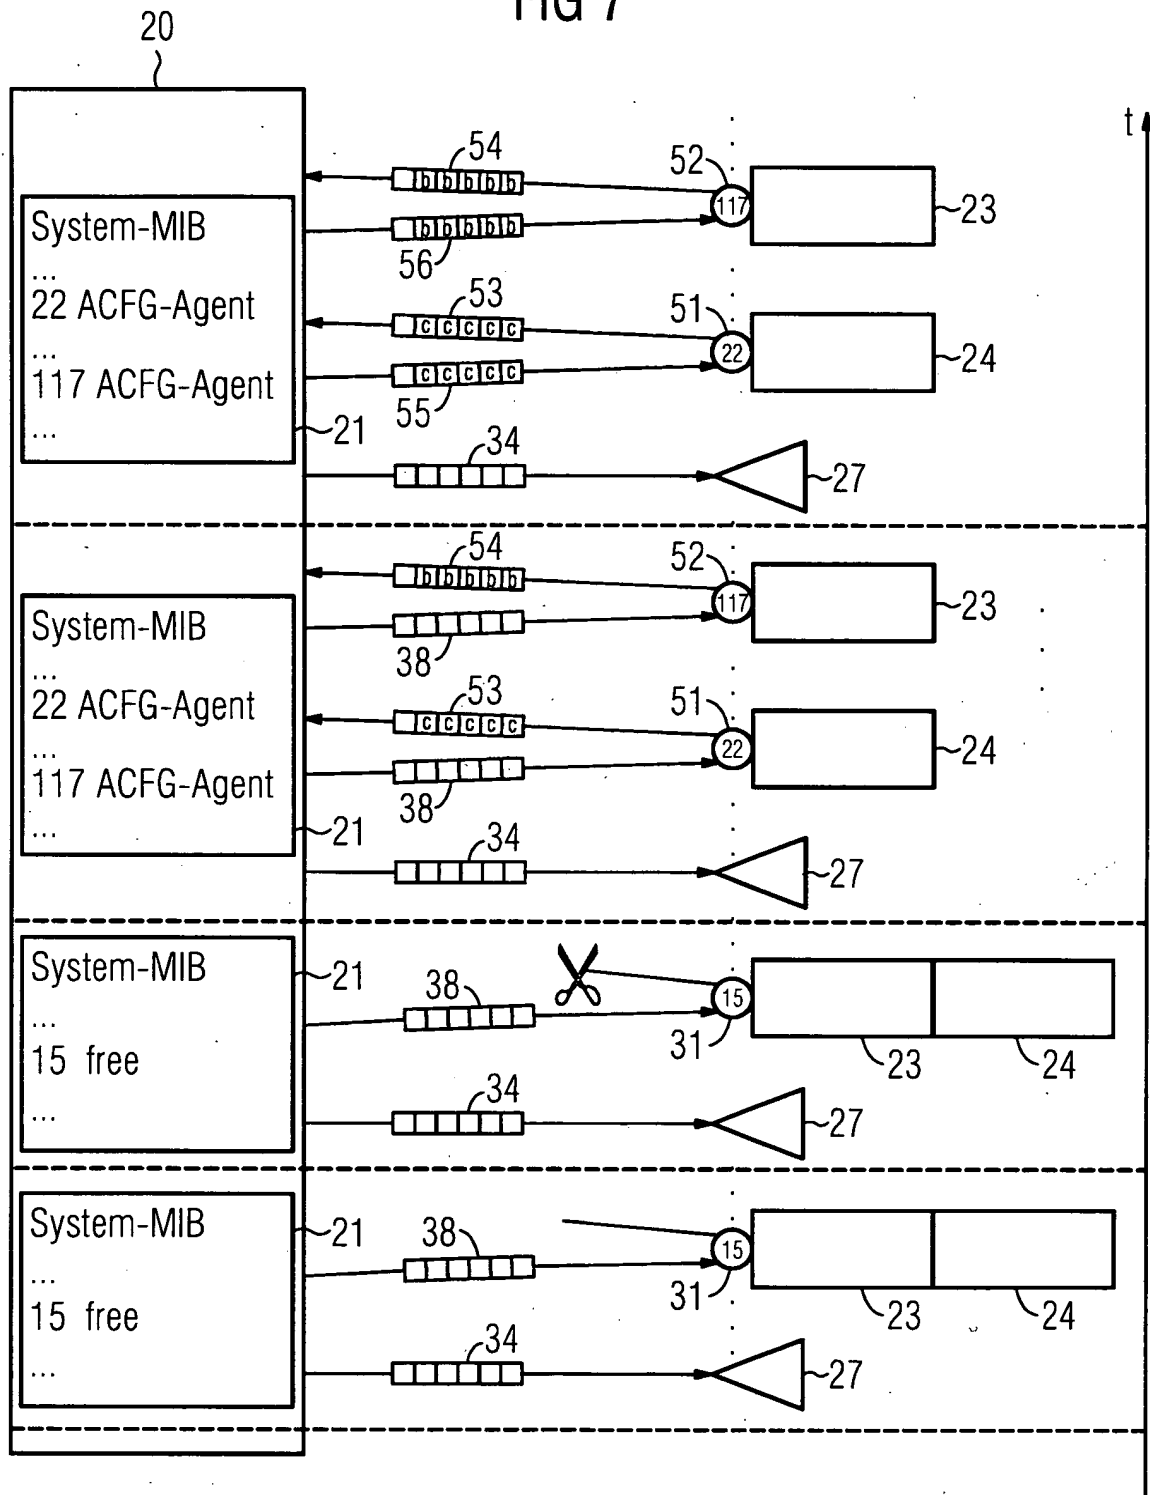 FIG 7
20
t
54
52
b b b b b
117
23
System-MIB
b b b b b
...
56
22 ACFG-Agent
53
51
c c c c c
...
22
24
117 ACFG-Agent
c c c c c
55
...
21
34
27
54
52
b b b b b
117
23
System-MIB
38
...
53
51
22 ACFG-Agent
c c c c c
...
22
24
117 ACFG-Agent
38
...
21
34
27
System-MIB
21
38
15
...
31
23
24
15 free
34
...
27
System-MIB
21
38
15
...
31
23
24
15 free
34
...
27